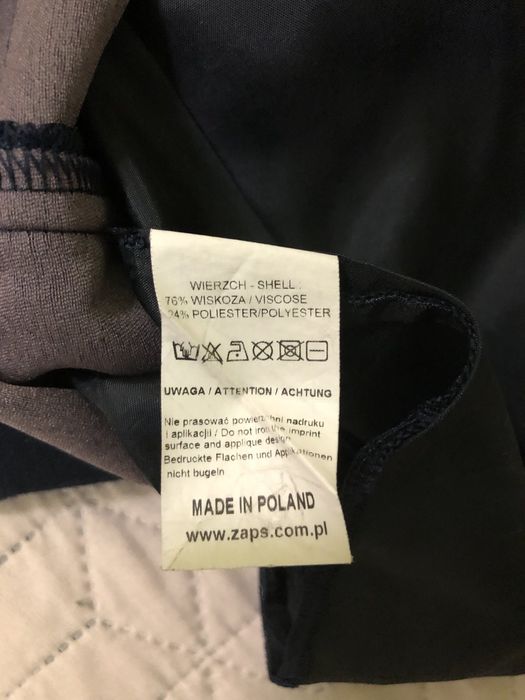 WIERZCH - SHELL :
76% WISKOZA / VISCOSE
24% POLIESTER/POLYESTER
UWAGA / ATTENTION / ACHTUNG
Nie prasować powierzchni nadruku
i aplikacji / Do not iron the imprint
surface and applique design
Bedruckte Flachen und Applikationen
nicht bugeln
MADE IN POLAND
www.zaps.com.pl